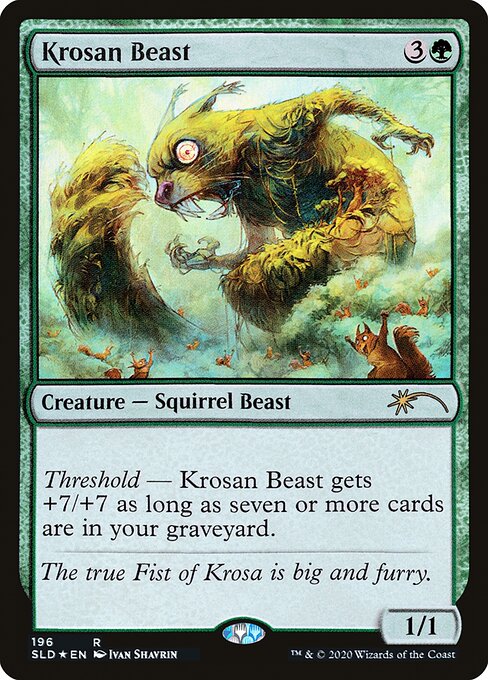 Krosan Beast 3
Creature — Squirrel Beast
Threshold — Krosan Beast gets
+7/+7 as long as seven or more cards
are in your graveyard.
The true Fist of Krosa is big and furry.
1/1
196 R
SLD ★ EN Ivan Shavrin
™ & © 2020 Wizards of the Coast